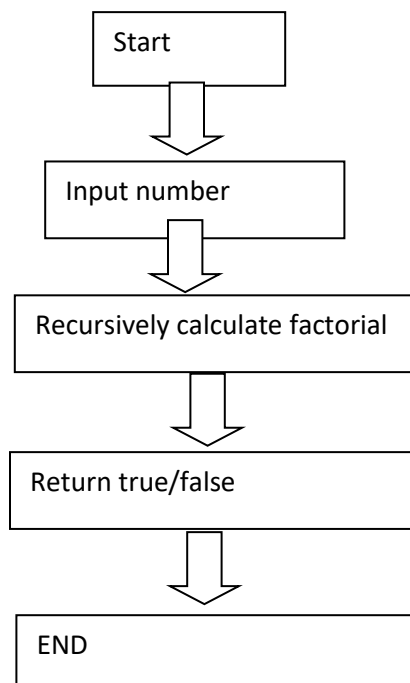 Start
Input number
Recursively calculate factorial
Return true/false
END